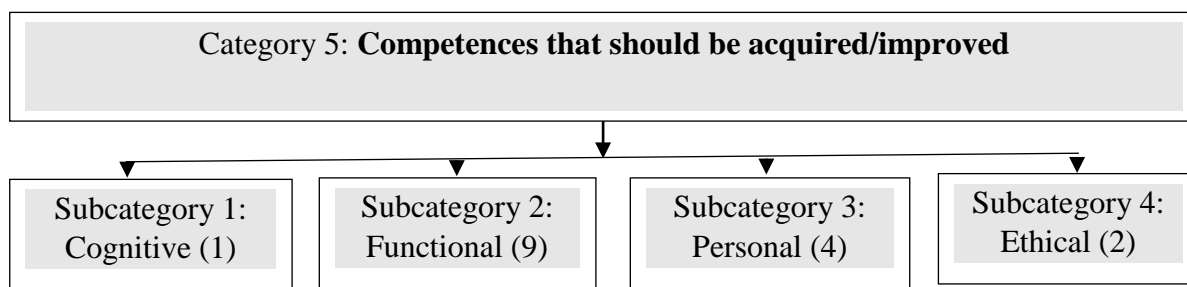 Category 5: Competences that should be acquired/improved
Subcategory 1:
Cognitive (1)
Subcategory 2:
Functional (9)
Subcategory 3:
Personal (4)
Subcategory 4:
Ethical (2)